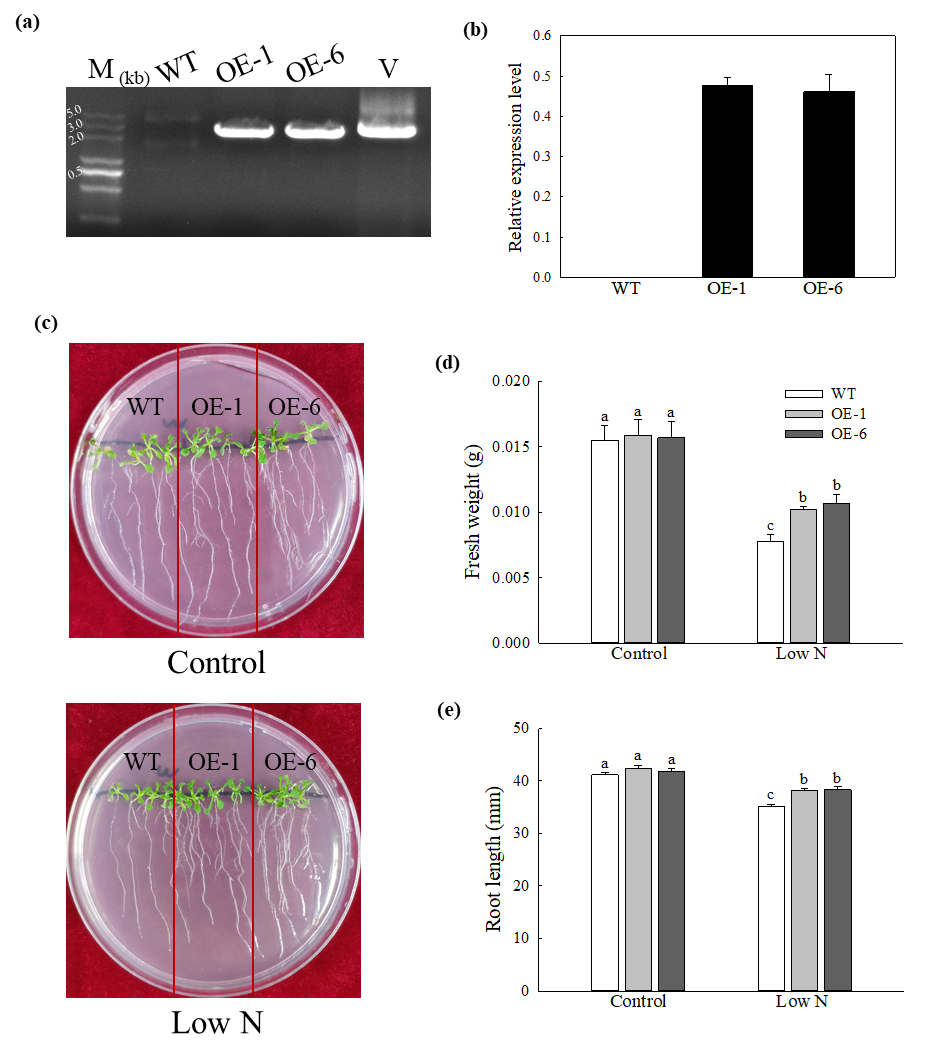 (a)
M (kb) WT OE-1 OE-6 V
5.0
3.0
2.0
0.5
(b)
Relative expression level
0.6
0.5
0.4
0.3
0.2
0.1
0.0
WT OE-1 OE-6
(c)
WT OE-1 OE-6
Control
WT OE-1 OE-6
Low N
(d)
Fresh weight (g)
0.020
0.015
0.010
0.005
0.000
WT
OE-1
OE-6
a a a
c b b
Control Low N
(e)
Root length (mm)
50
40
30
20
10
0
a a a
c b b
Control Low N